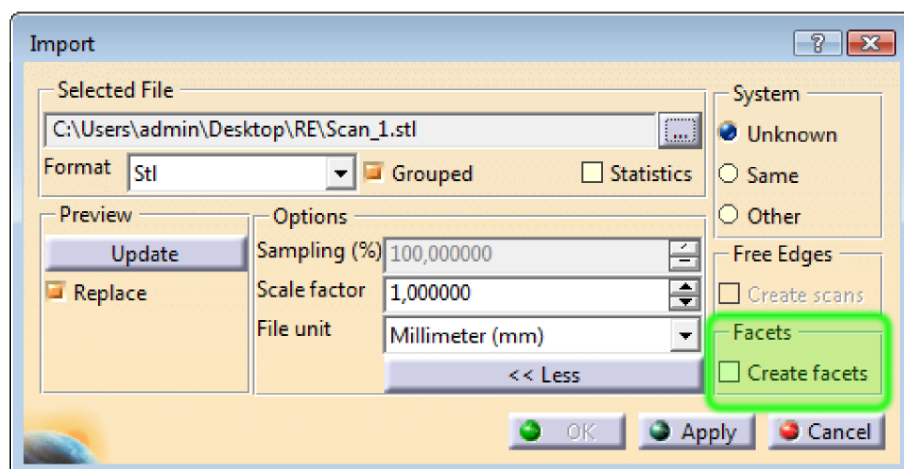 Import
Selected File
C:\Users\admin\Desktop\RE\Scan_1.stl ...
Format Stl Grouped Statistics
System
Unknown
Same
Other
Preview
Update
Replace
Options
Sampling (%) 100,000000
Scale factor 1,000000
File unit Millimeter (mm)
<< Less
Free Edges
Create scans
Facets
Create facets
OK Apply Cancel